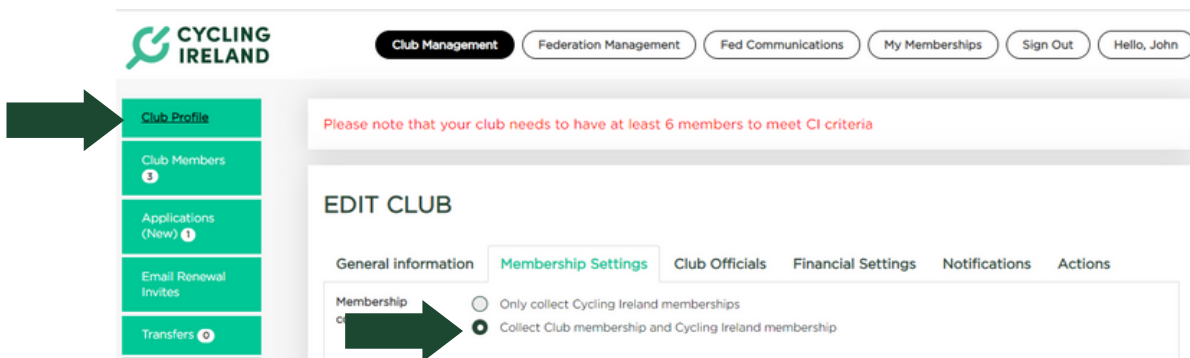 CYCLING
IRELAND
Club Management
Federation Management
Fed Communications
My Memberships
Sign Out
Hello, John
Club Profile
Please note that your club needs to have at least 6 members to meet CI criteria
Club Members
3
EDIT CLUB
Applications
(New) 1
General information
Membership Settings
Club Officials
Financial Settings
Notifications
Actions
Email Renewal
Invites
Membership
Only collect Cycling Ireland memberships
Collect Club membership and Cycling Ireland membership
Transfers 0